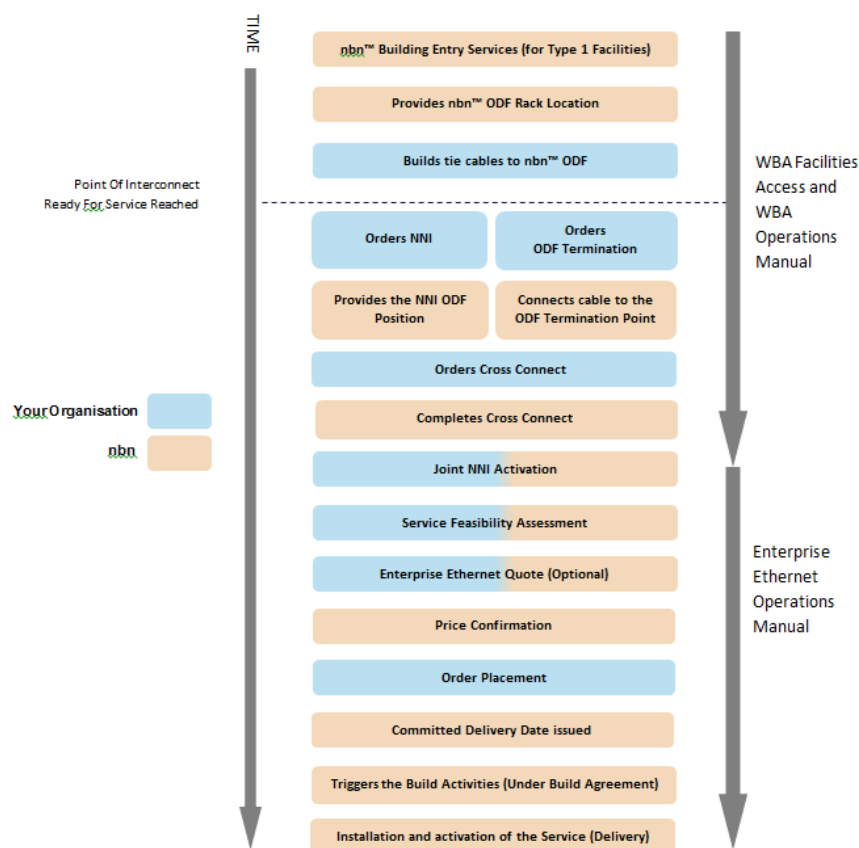 TIME
nbn™ Building Entry Services (for Type 1 Facilities)
Provides nbn™ ODF Rack Location
Builds tie cables to nbn™ ODF
Point Of Interconnect
Ready For Service Reached
WBA Facilities
Access and
WBA
Operations
Manual
Orders NNI
Orders
ODF Termination
Provides the NNI ODF
Position
Connects cable to the
ODF Termination Point
Orders Cross Connect
Your Organisation
nbn
Completes Cross Connect
Joint NNI Activation
Service Feasibility Assessment
Enterprise Ethernet Quote (Optional)
Enterprise
Ethernet
Operations
Manual
Price Confirmation
Order Placement
Committed Delivery Date issued
Triggers the Build Activities (Under Build Agreement)
Installation and activation of the Service (Delivery)